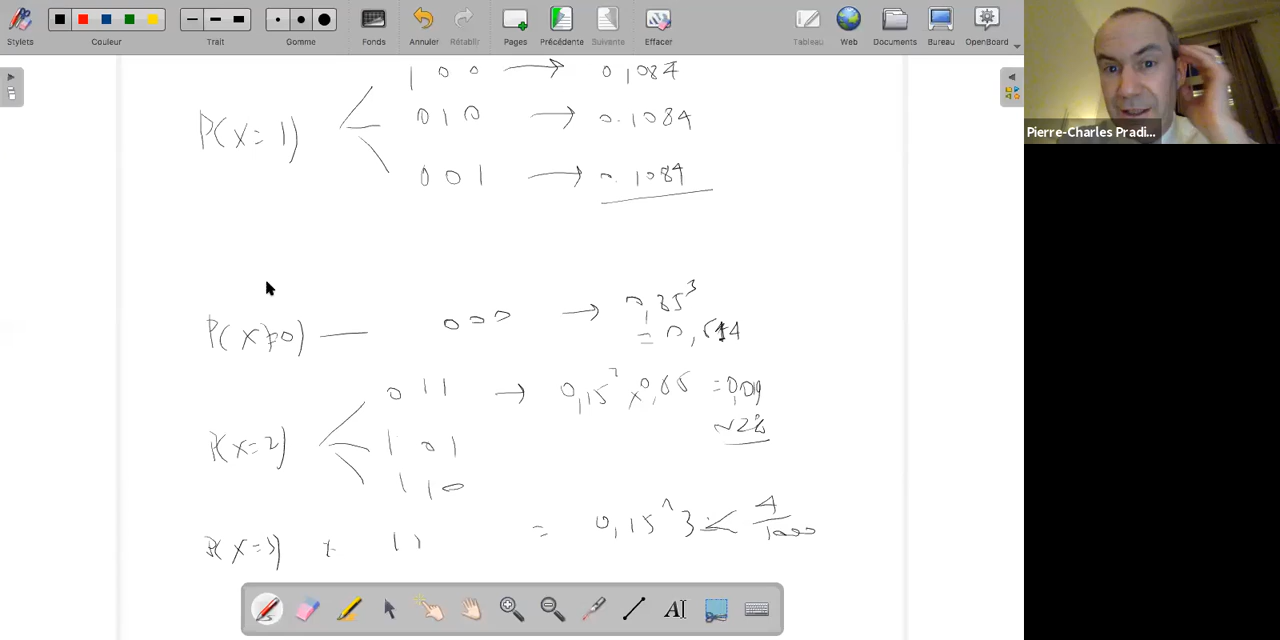 Stylets Couleur Trait Gomme Fonds Annuler Rétablir Pages Précédente Suivante Effacer Tableau Web Documents Bureau OpenBoard
Pierre-Charles Pradi...
1 0 0 → 0,1084
P(X=1) 0 1 0 → 0.1084
0 0 1 → 0.1084
P(X=0) — 0 0 0 → 0,85³
= 0,614
0 1 1 → 0,15² × 0,85 = 0,019
~2%
P(X=2) 1 0 1
1 1 0
P(X=3) 1 1 = 0,15^3 < 4/1000
A